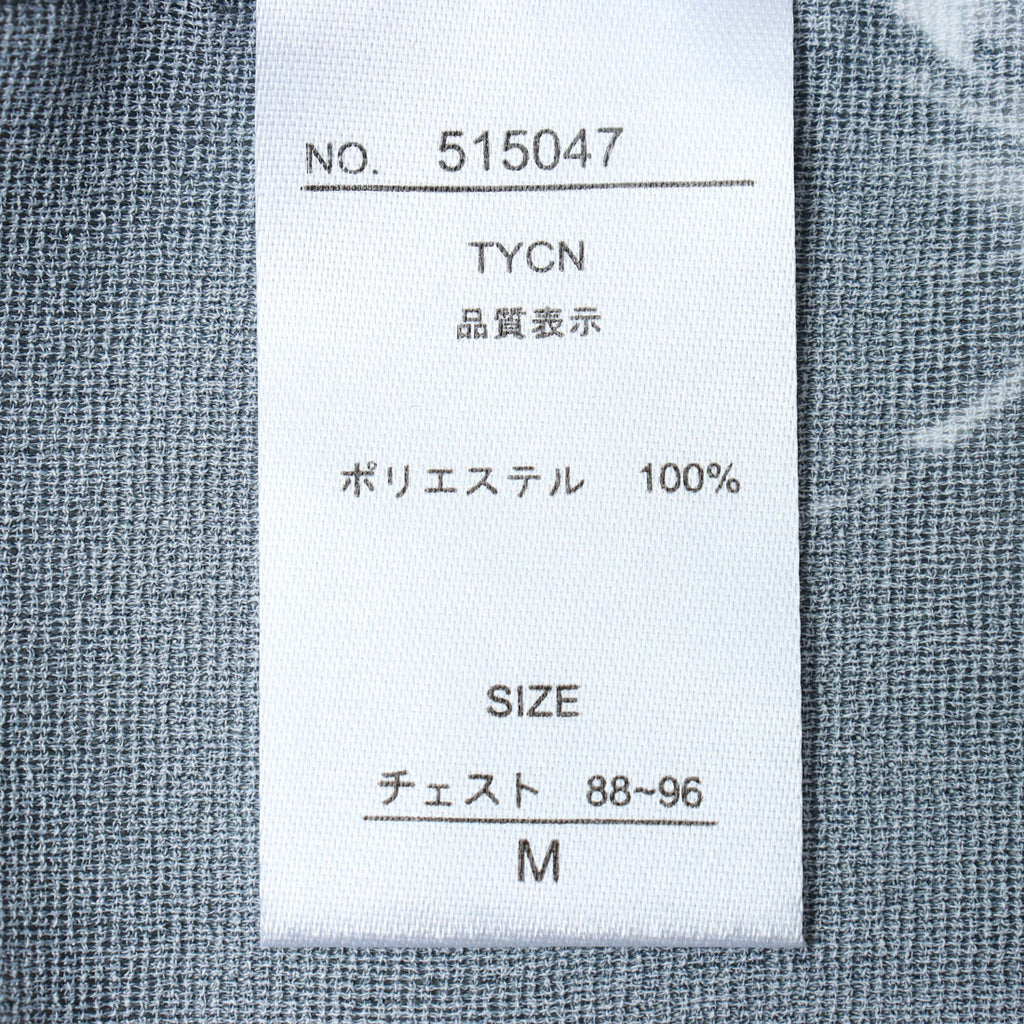 NO. 515047
TYCN
品質表示
ポリエステル 100%
SIZE
チェスト 88~96
M